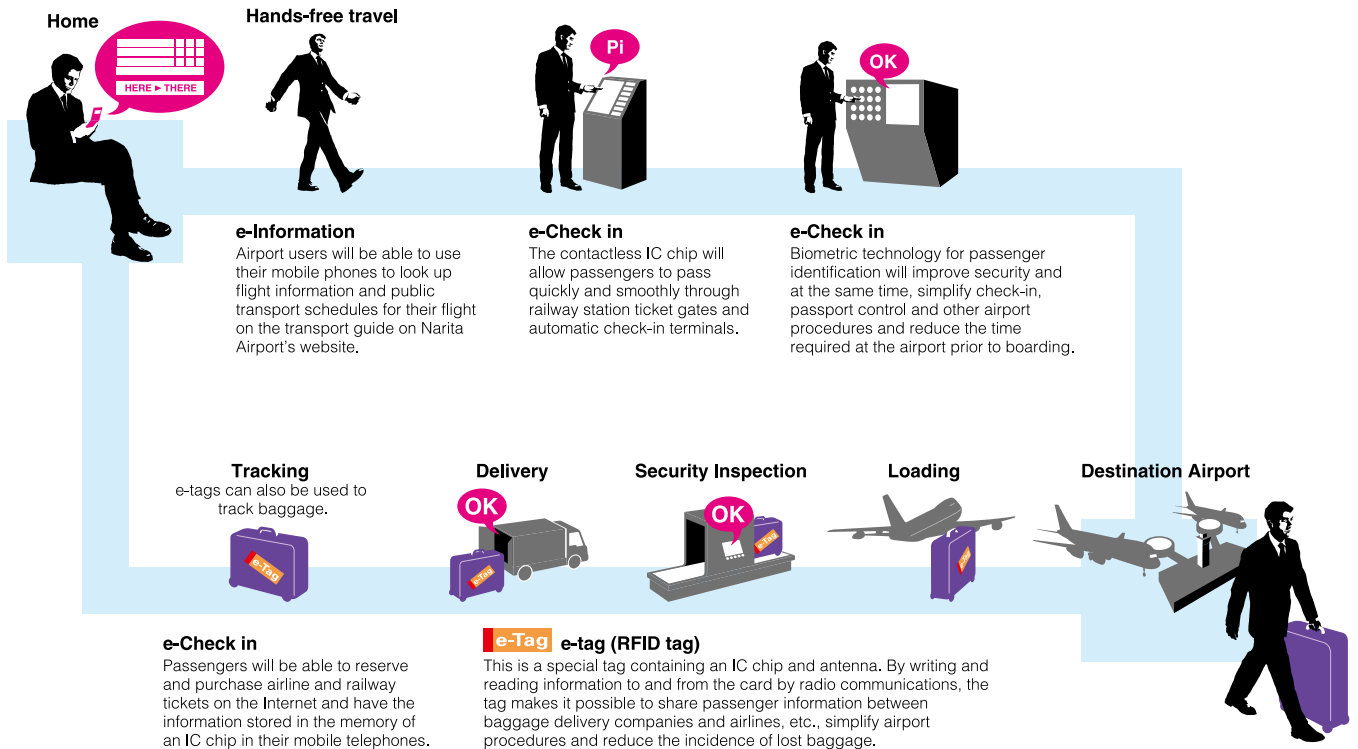 Home
HERE ► THERE
Hands-free travel
Pi
OK
e-Information
Airport users will be able to use
their mobile phones to look up
flight information and public
transport schedules for their flight
on the transport guide on Narita
Airport's website.
e-Check in
The contactless IC chip will
allow passengers to pass
quickly and smoothly through
railway station ticket gates and
automatic check-in terminals.
e-Check in
Biometric technology for passenger
identification will improve security and
at the same time, simplify check-in,
passport control and other airport
procedures and reduce the time
required at the airport prior to boarding.
Tracking
e-tags can also be used to
track baggage.
e-Tag
Delivery
OK
e-Tag
Security Inspection
OK
e-Tag
Loading
e-Tag
Destination Airport
e-Check in
Passengers will be able to reserve
and purchase airline and railway
tickets on the Internet and have the
information stored in the memory of
an IC chip in their mobile telephones.
e-Tag e-tag (RFID tag)
This is a special tag containing an IC chip and antenna. By writing and
reading information to and from the card by radio communications, the
tag makes it possible to share passenger information between
baggage delivery companies and airlines, etc., simplify airport
procedures and reduce the incidence of lost baggage.